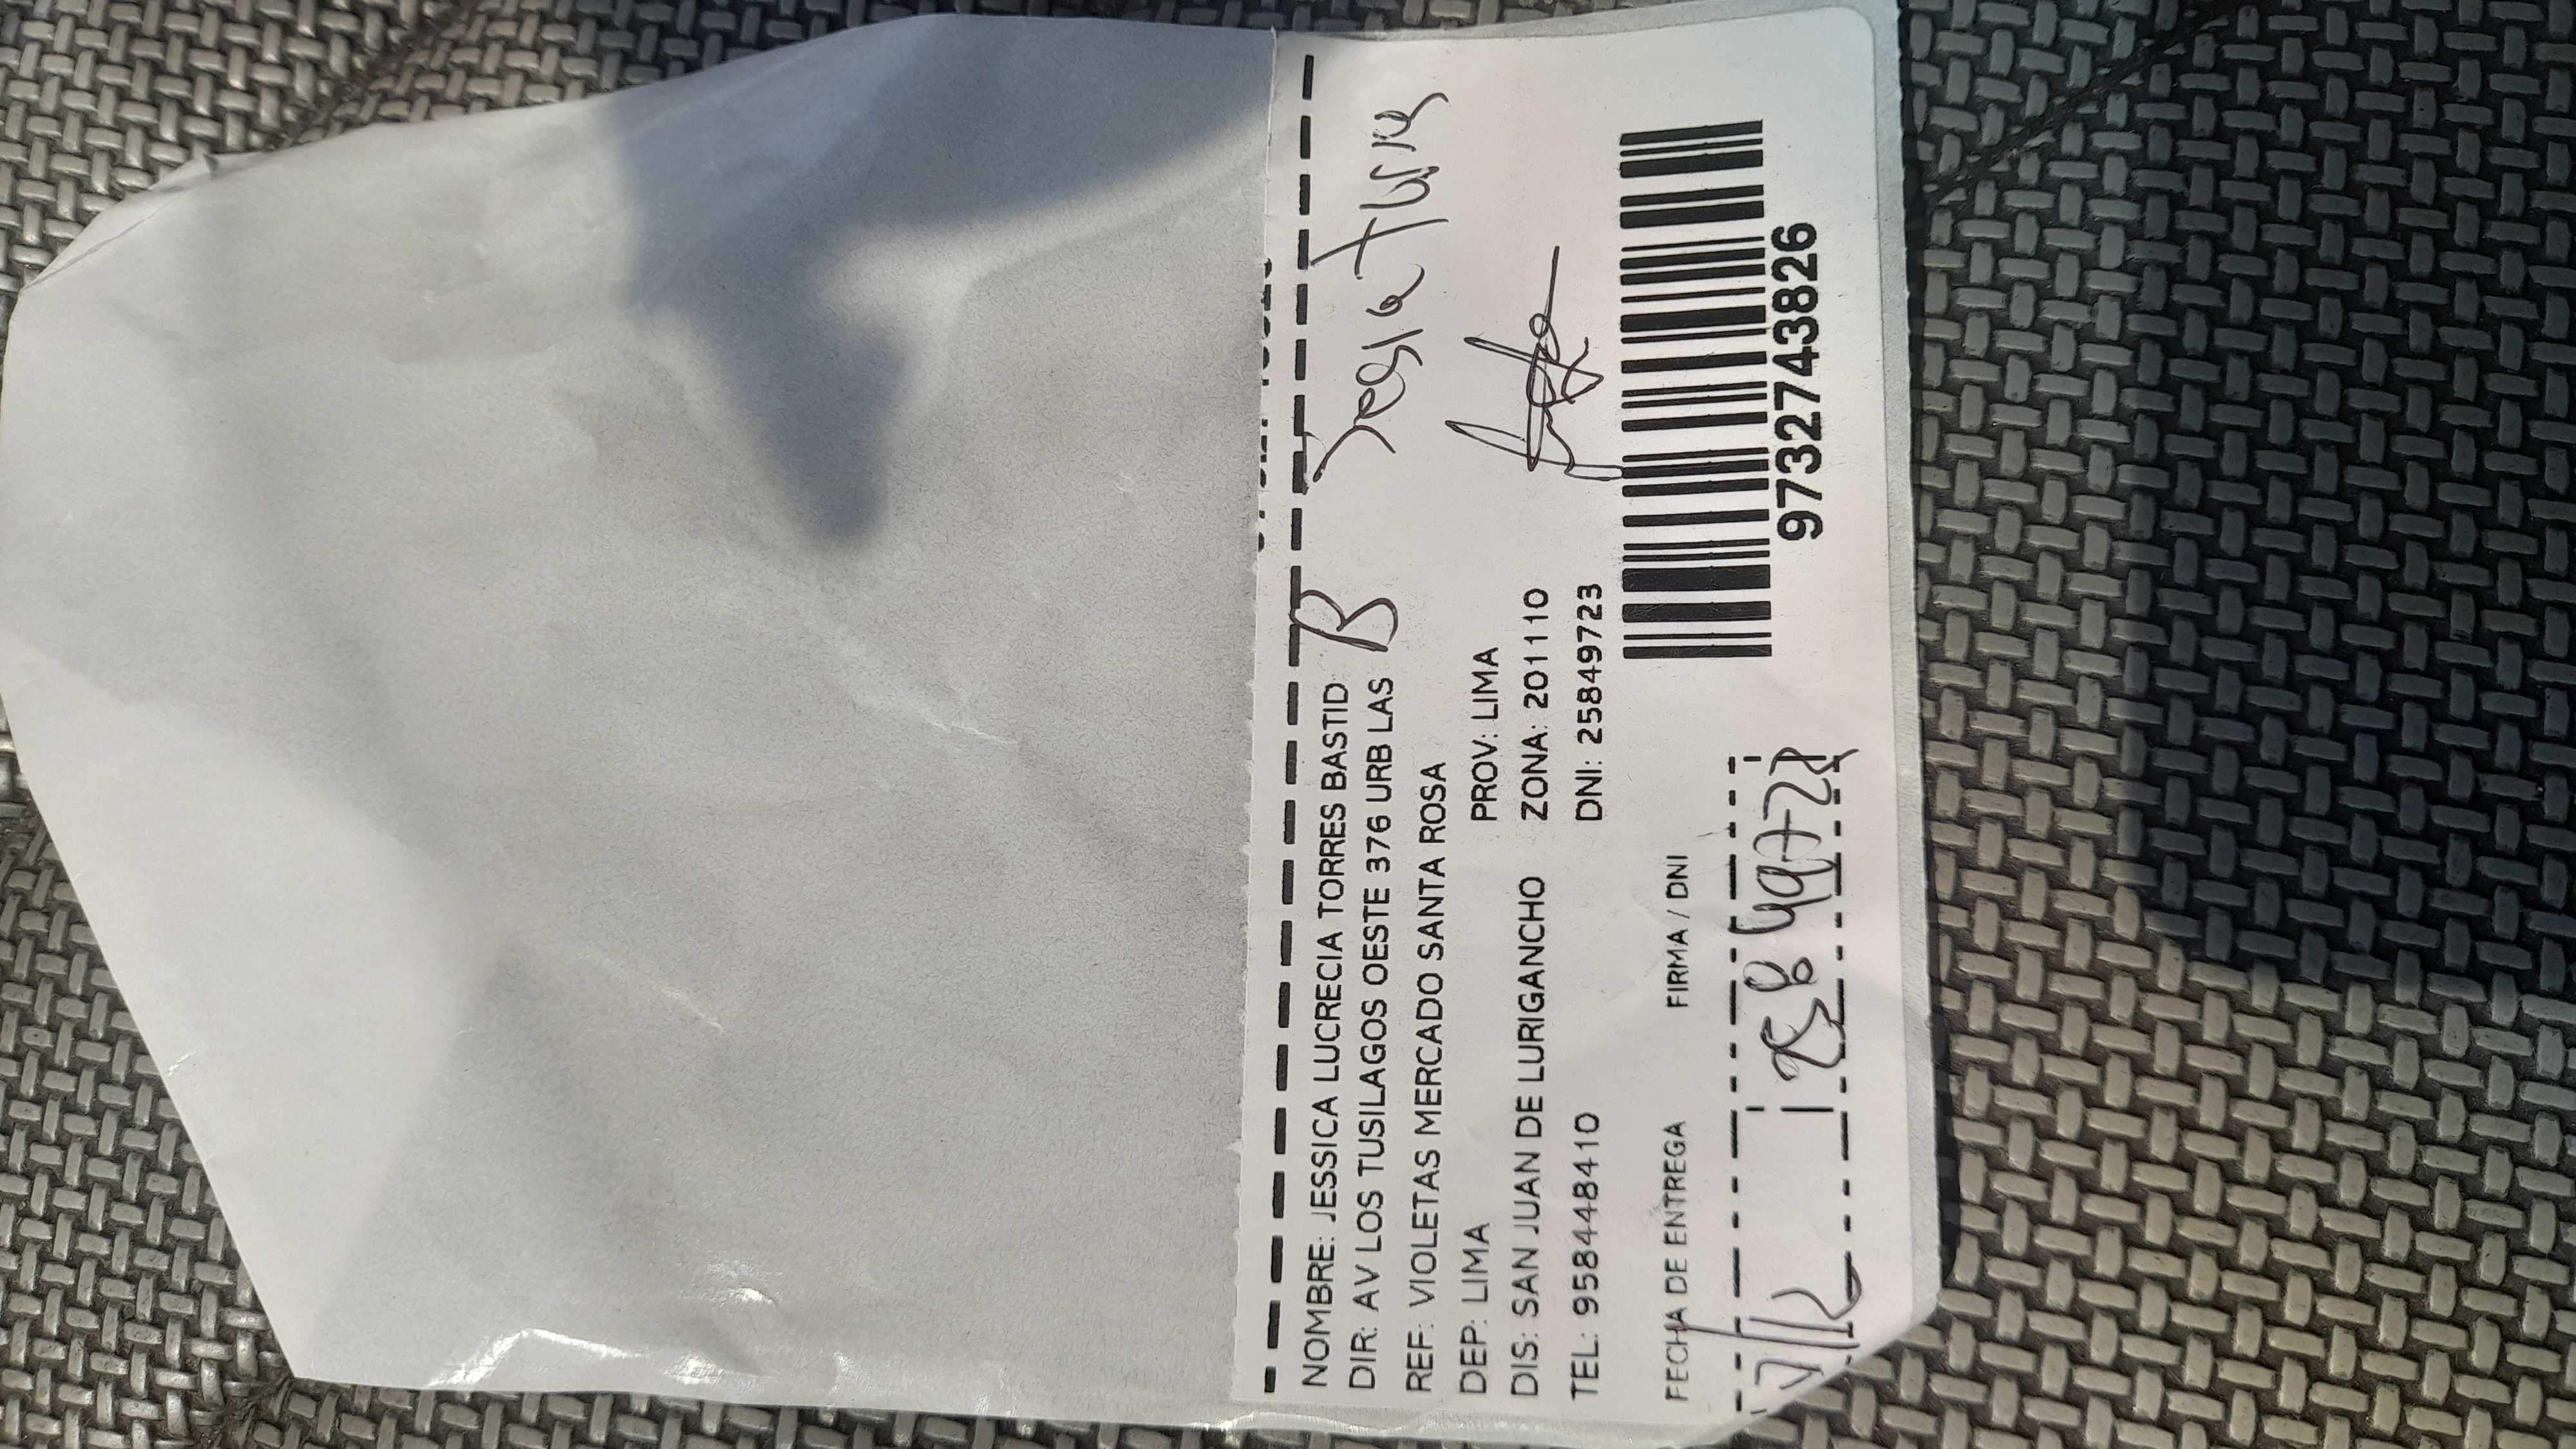 NOMBRE: JESSICA LUCRECIA TORRES BASTID
DIR: AV LOS TUSILAGOS OESTE 376 URB LAS
B
REF: VIOLETAS MERCADO SANTA ROSA
DEP: LIMA PROV: LIMA
DIS: SAN JUAN DE LURIGANCHO ZONA: 201110
TEL: 958448410 DNI: 25849723
FECHA DE ENTREGA FIRMA / DNI
25849723
9732743826